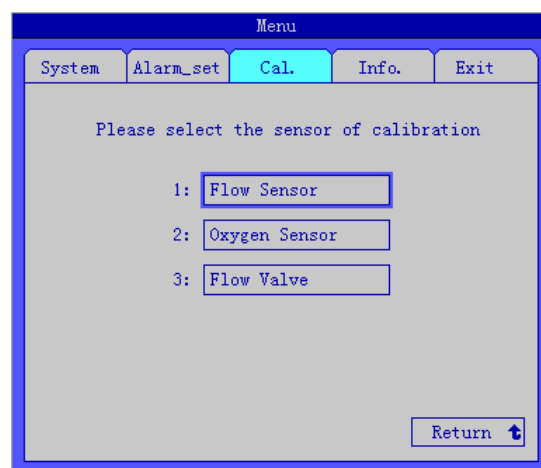 Menu
System Alarm_set Cal. Info. Exit
Please select the sensor of calibration
1: Flow Sensor
2: Oxygen Sensor
3: Flow Valve
Return